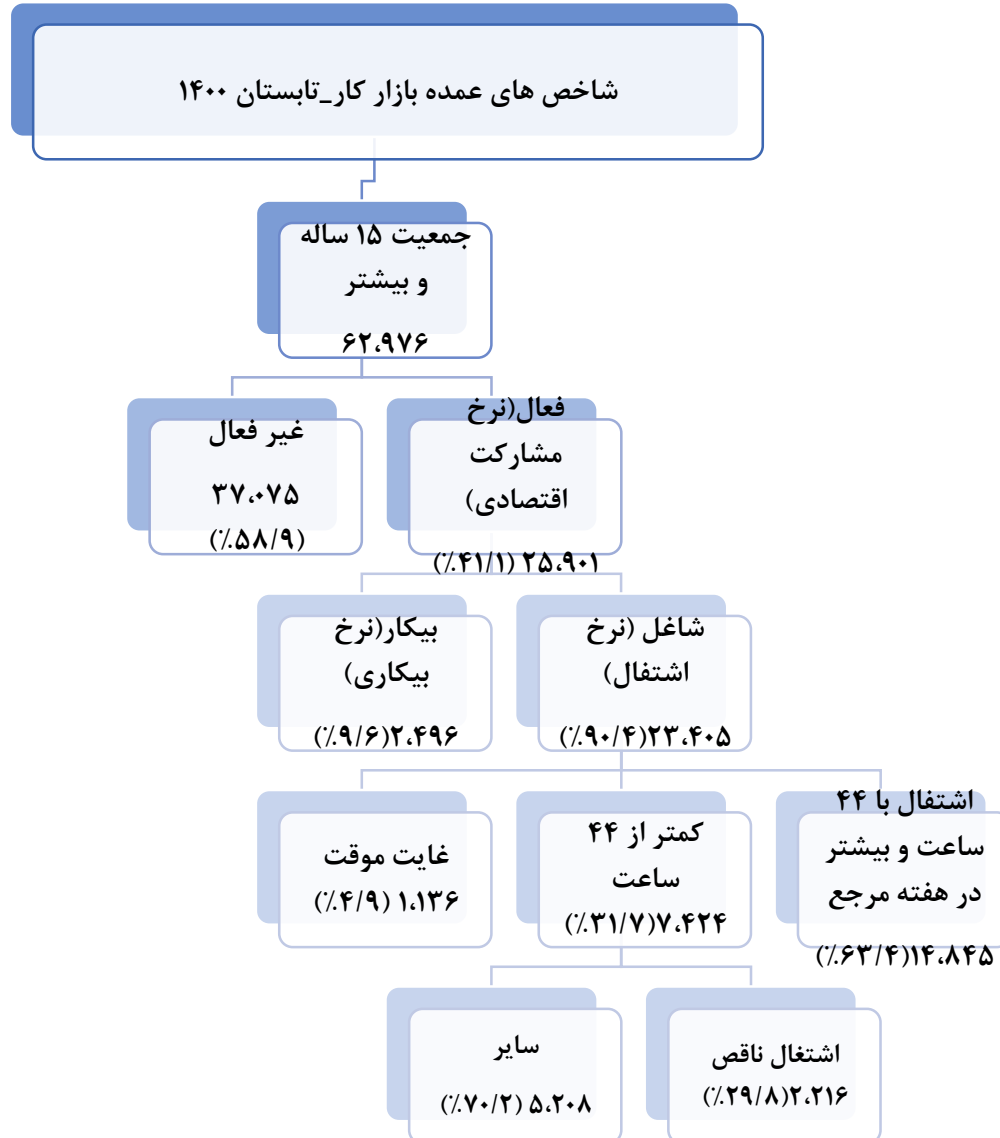 شاخص های عمده بازار کار_تابستان ۱۴۰۰
جمعیت ۱۵ ساله
و بیشتر
۶۲،۹۷۶
فعال(نرخ
مشارکت
اقتصادی)
۲۵،۹۰۱ (٪۴۱/۱)
غیر فعال
۳۷،۰۷۵
(٪۵۸/۹)
شاغل (نرخ
اشتفال)
۲۳،۴۰۵(٪۹۰/۴)
بیکار(نرخ
بیکاری)
۲،۴۹۶(٪۹/۶)
اشتفال با ۴۴
ساعت و بیشتر
در هفته مرجع
۱۴،۸۴۵(٪۶۳/۴)
کمتر از ۴۴
ساعت
۷،۴۲۴(٪۳۱/۷)
غایت موقت
۱،۱۳۶ (٪۴/۹)
اشتغال ناقص
۲،۲۱۶(٪۲۹/۸)
سایر
۵،۲۰۸ (٪۷۰/۲)